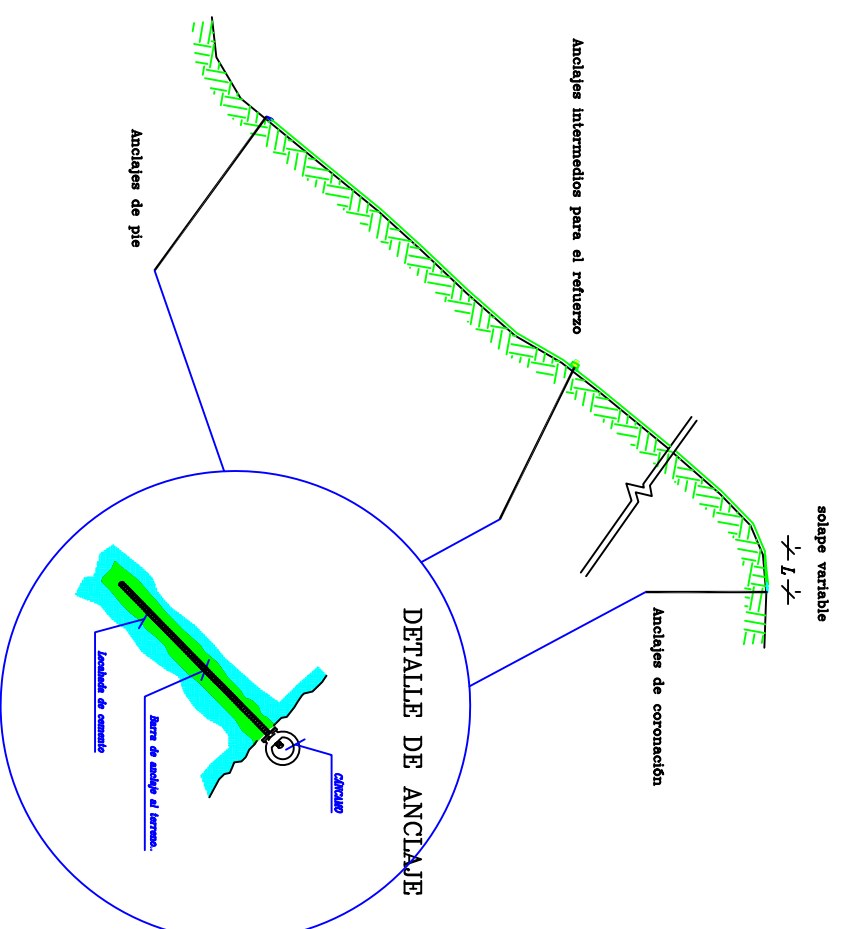 solape variable
L
Anclajes de coronación
Anclajes intermedios para el refuerzo
Anclajes de pie
DETALLE DE ANCLAJE
CÁNCAMO
Barra de anclaje al terreno.
Lechada de cemento